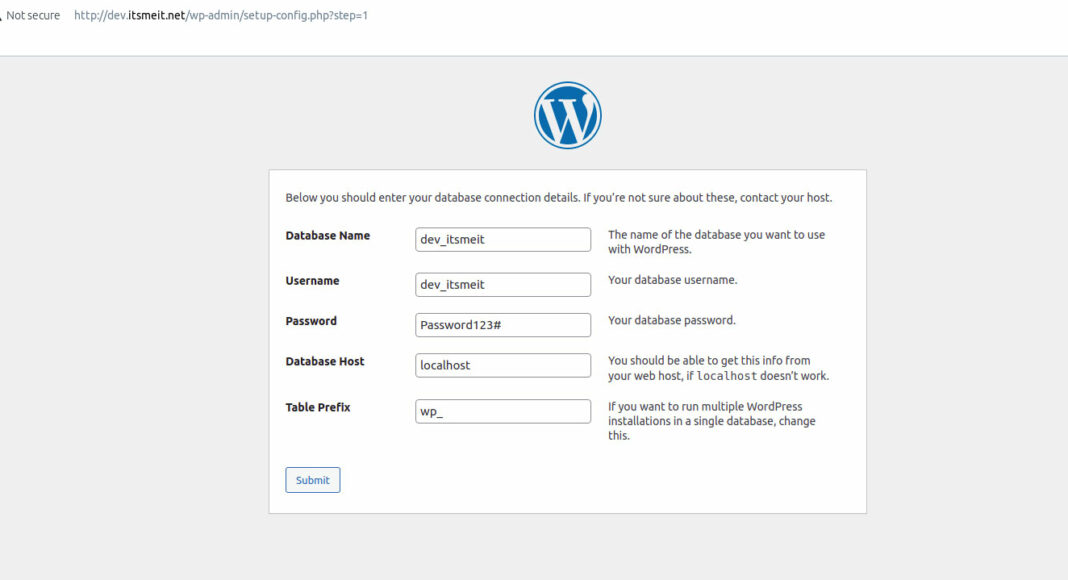 Not secure http://dev.itsmeit.net/wp-admin/setup-config.php?step=1
W
Below you should enter your database connection details. If you’re not sure about these, contact your host.
Database Name
dev_itsmeit
The name of the database you want to use
with WordPress.
Username
dev_itsmeit
Your database username.
Password
Password123#
Your database password.
Database Host
localhost
You should be able to get this info from
your web host, if localhost doesn’t work.
Table Prefix
wp_
If you want to run multiple WordPress
installations in a single database, change
this.
Submit